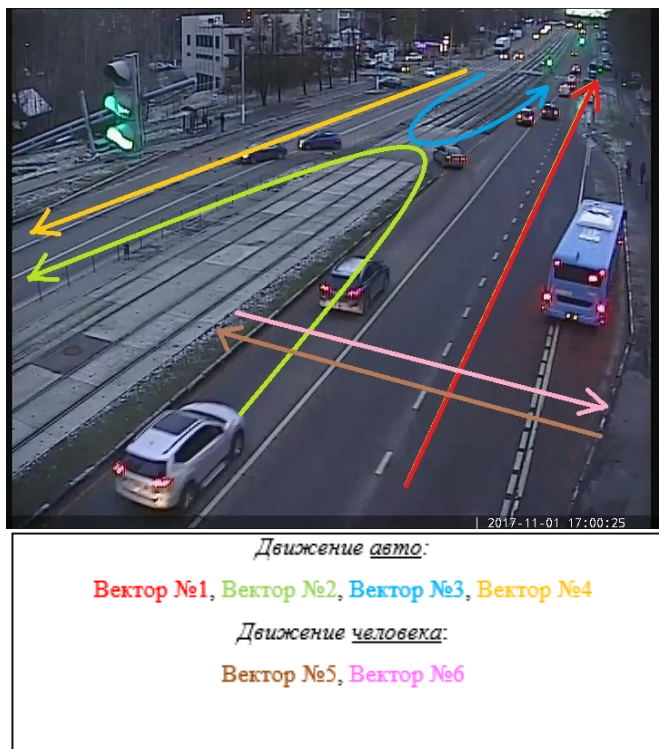 | 2017-11-01 17:00:25
Движение авто:
Вектор №1, Вектор №2, Вектор №3, Вектор №4
Движение человека:
Вектор №5, Вектор №6